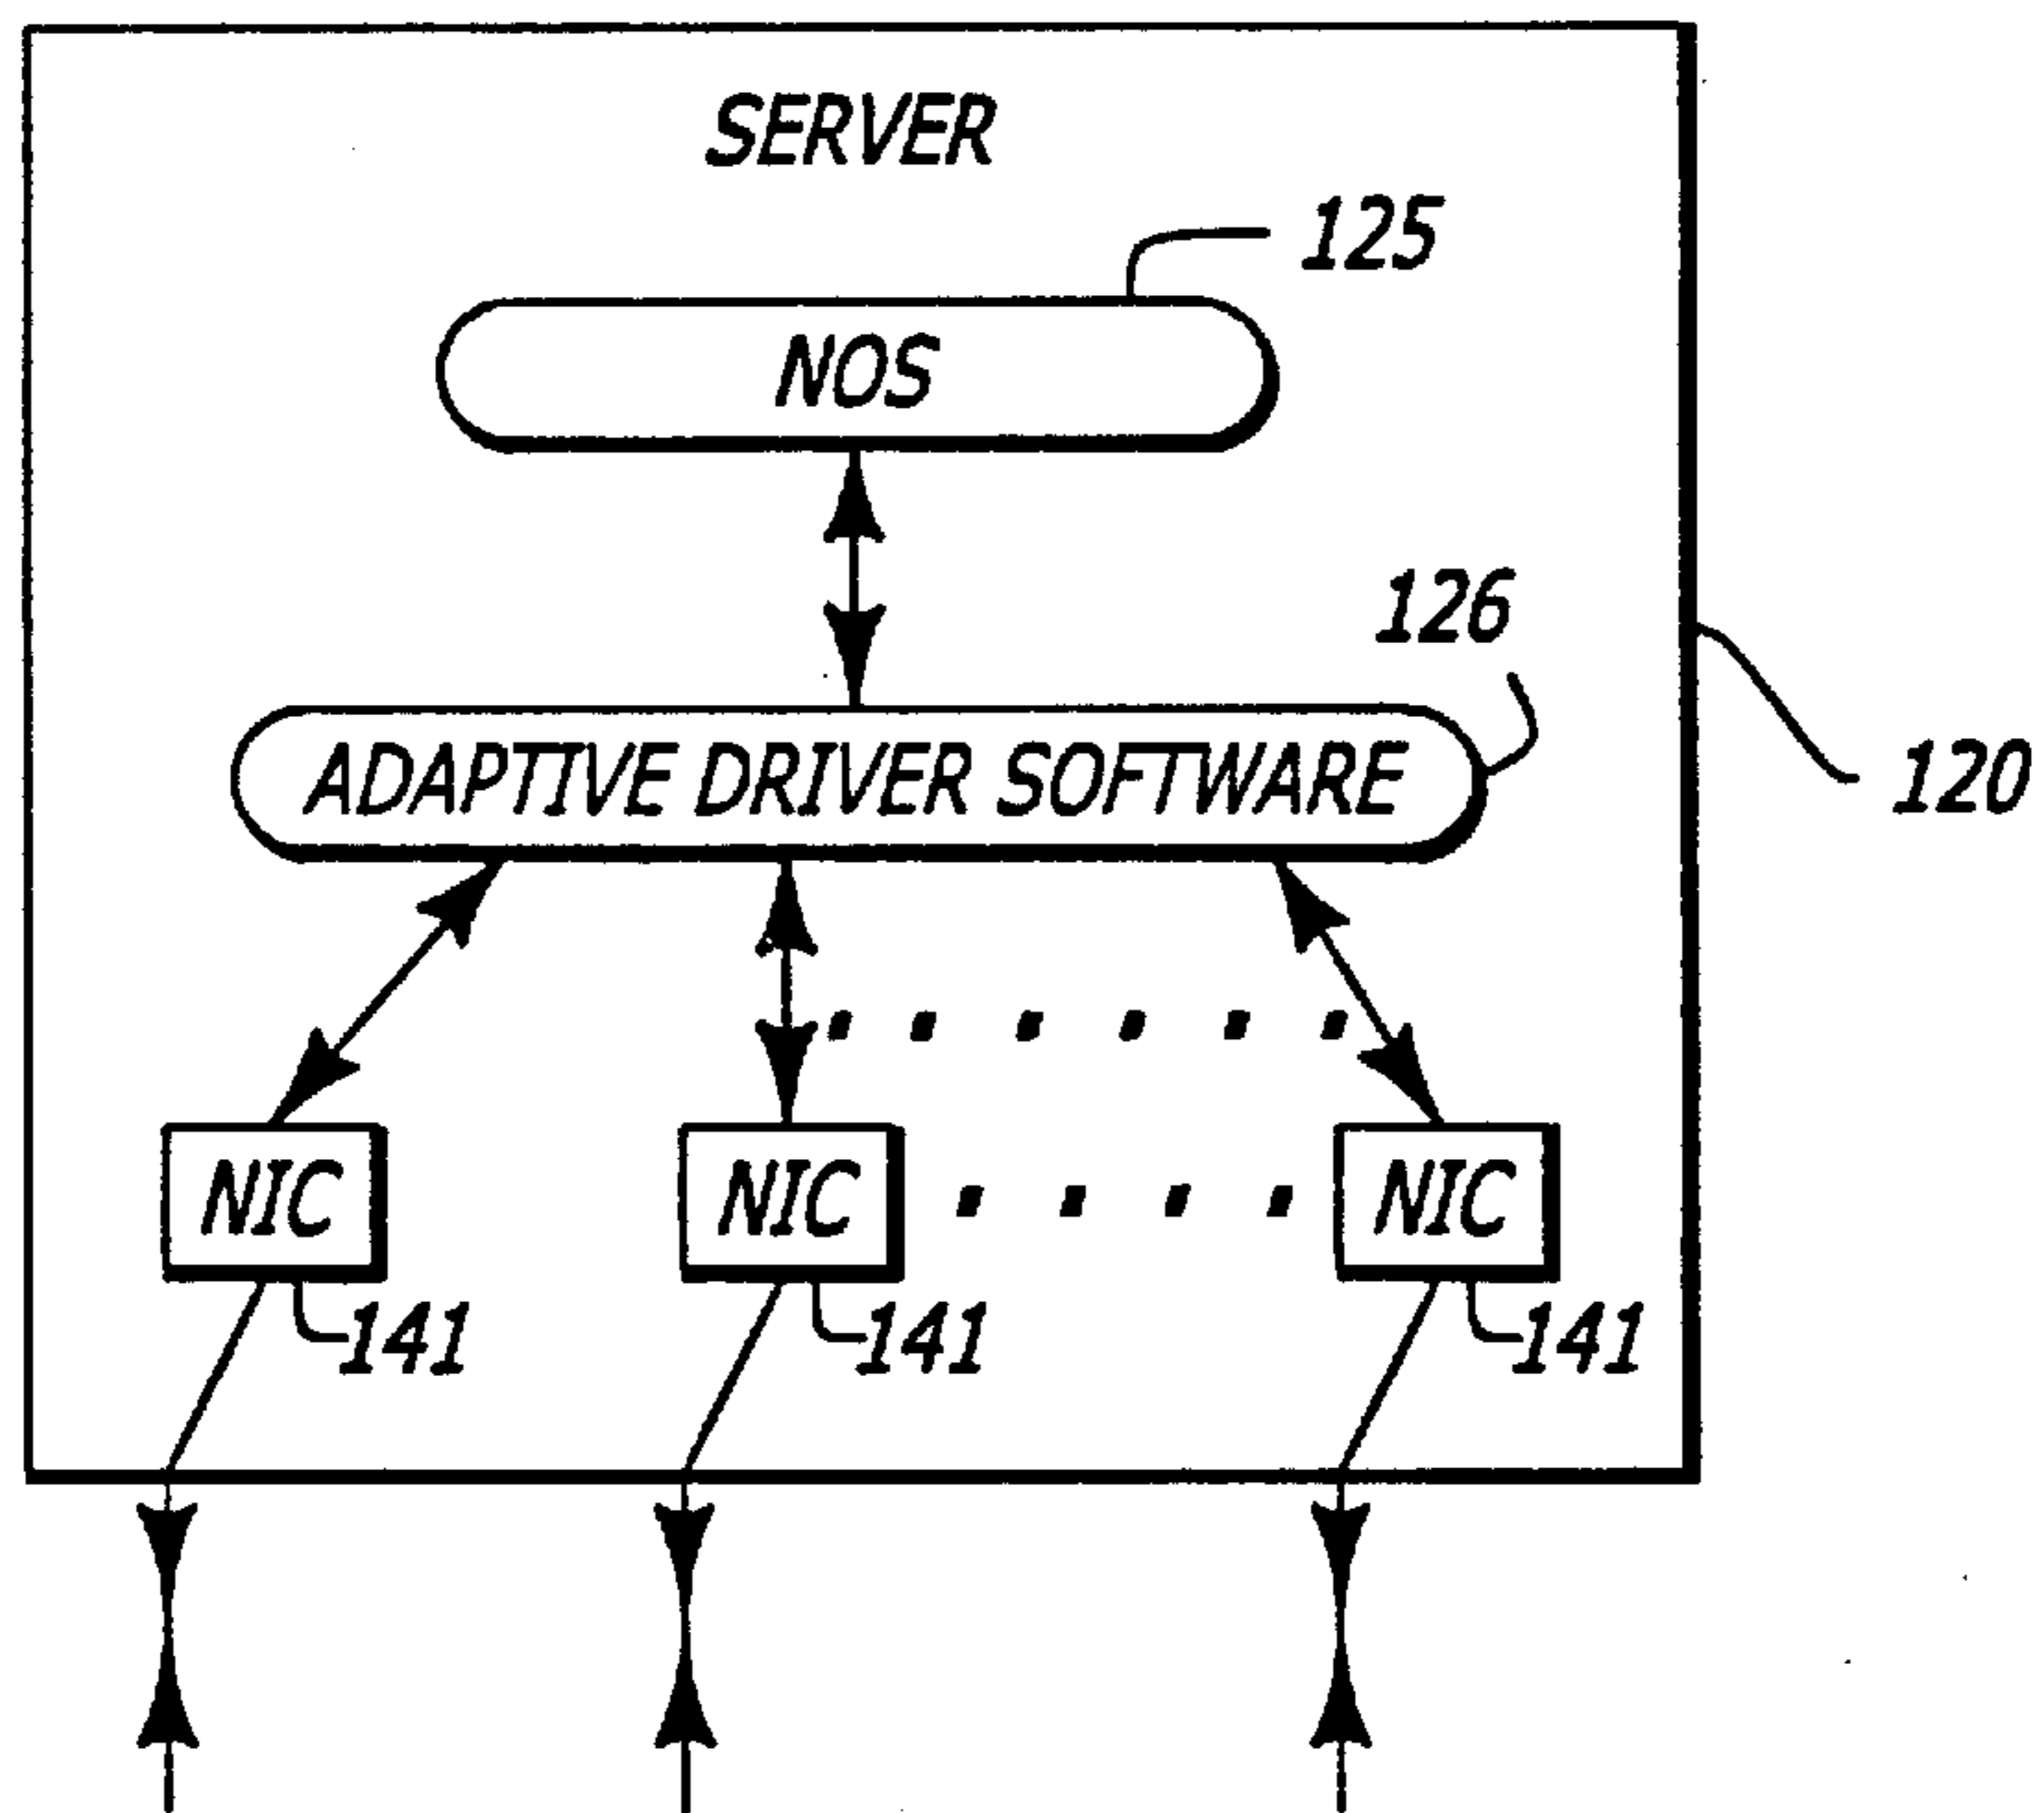 SERVER
125
NOS
126
ADAPTIVE DRIVER SOFTWARE
120
NIC NIC NIC
141 141 141